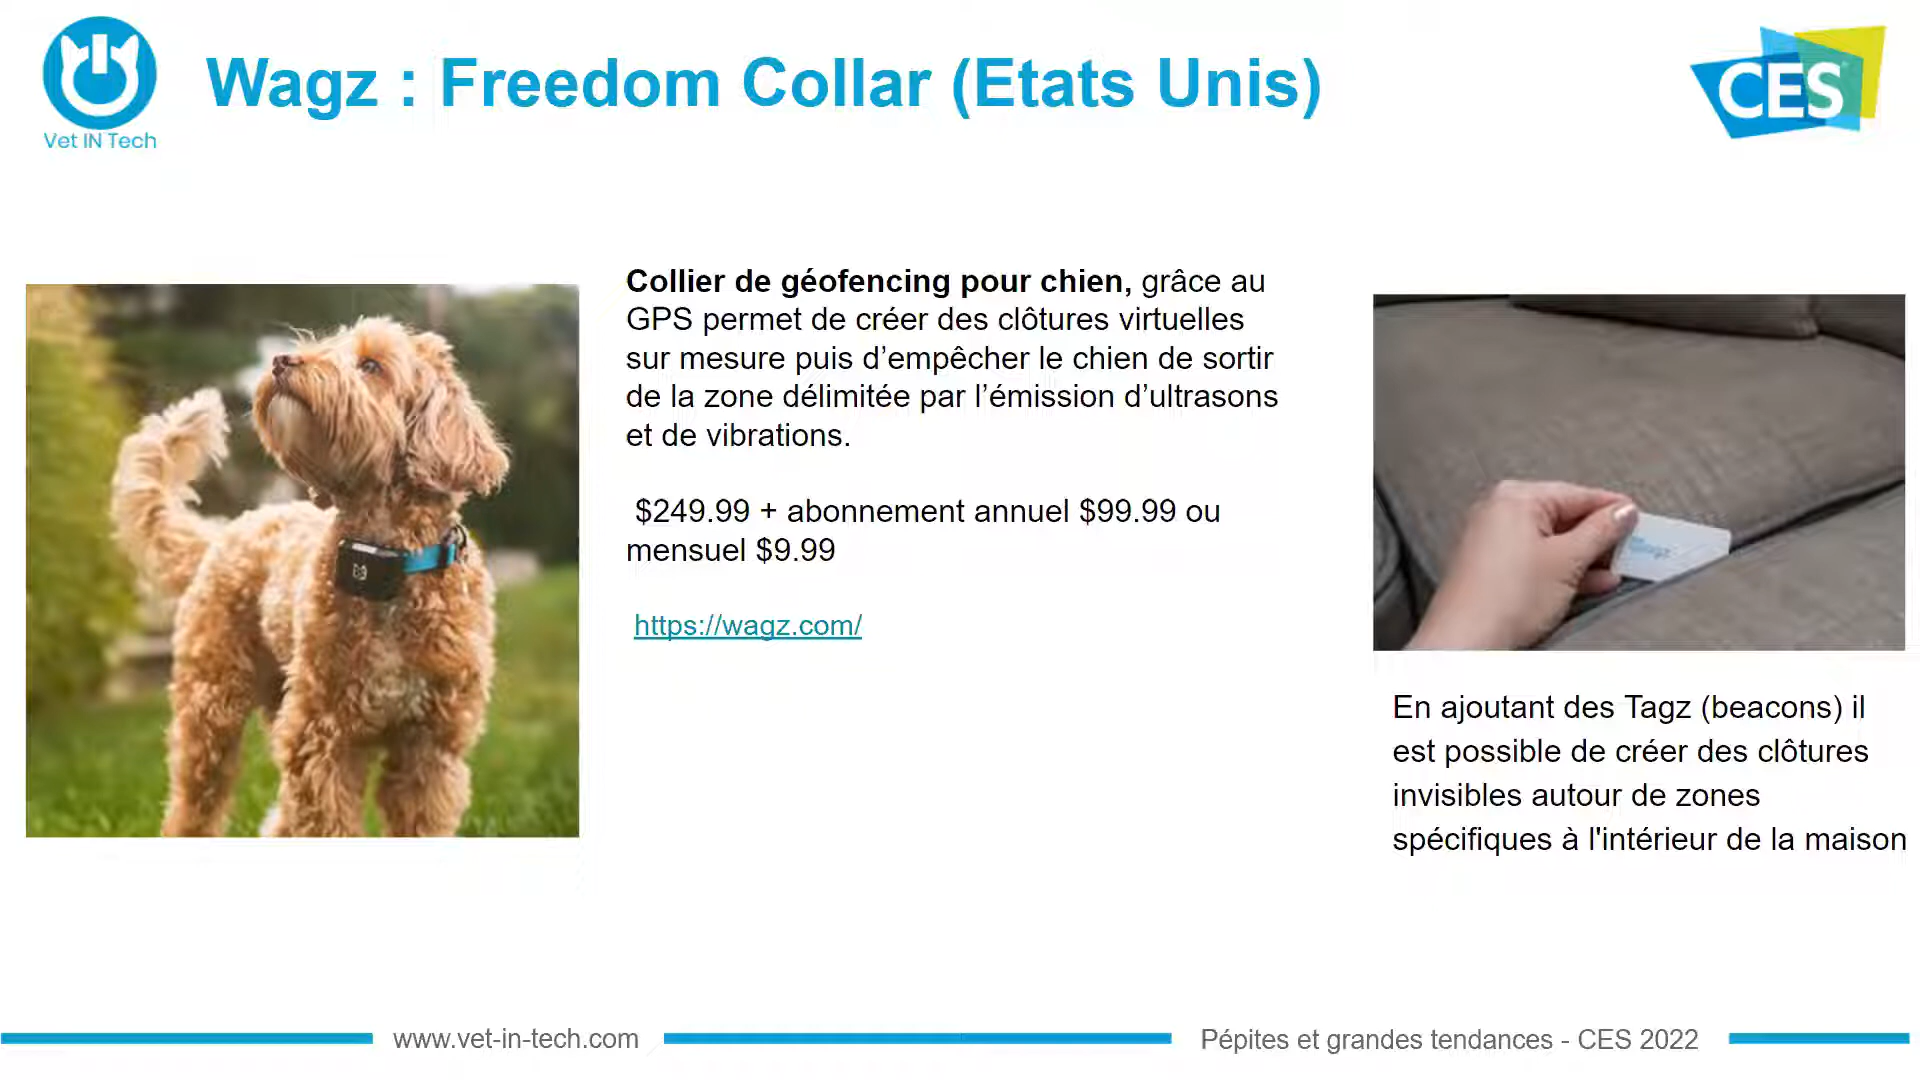 Vet IN Tech
Wagz : Freedom Collar (Etats Unis)
CES
Collier de géofencing pour chien, grâce au
GPS permet de créer des clôtures virtuelles
sur mesure puis d’empêcher le chien de sortir
de la zone délimitée par l’émission d’ultrasons
et de vibrations.
$249.99 + abonnement annuel $99.99 ou
mensuel $9.99
https://wagz.com/
En ajoutant des Tagz (beacons) il
est possible de créer des clôtures
invisibles autour de zones
spécifiques à l'intérieur de la maison
www.vet-in-tech.com
Pépites et grandes tendances - CES 2022